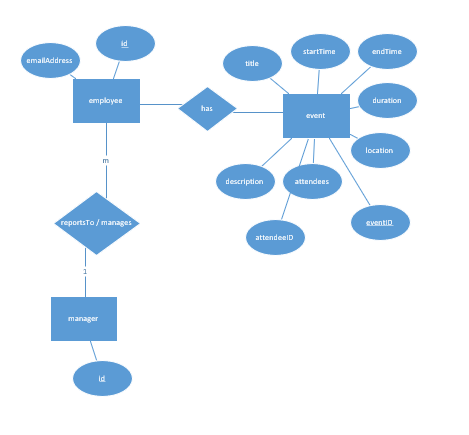 id
emailAddress
startTime
endTime
title
employee
has
event
duration
location
m
description
attendees
reportsTo / manages
attendeeID
eventID
1
manager
id